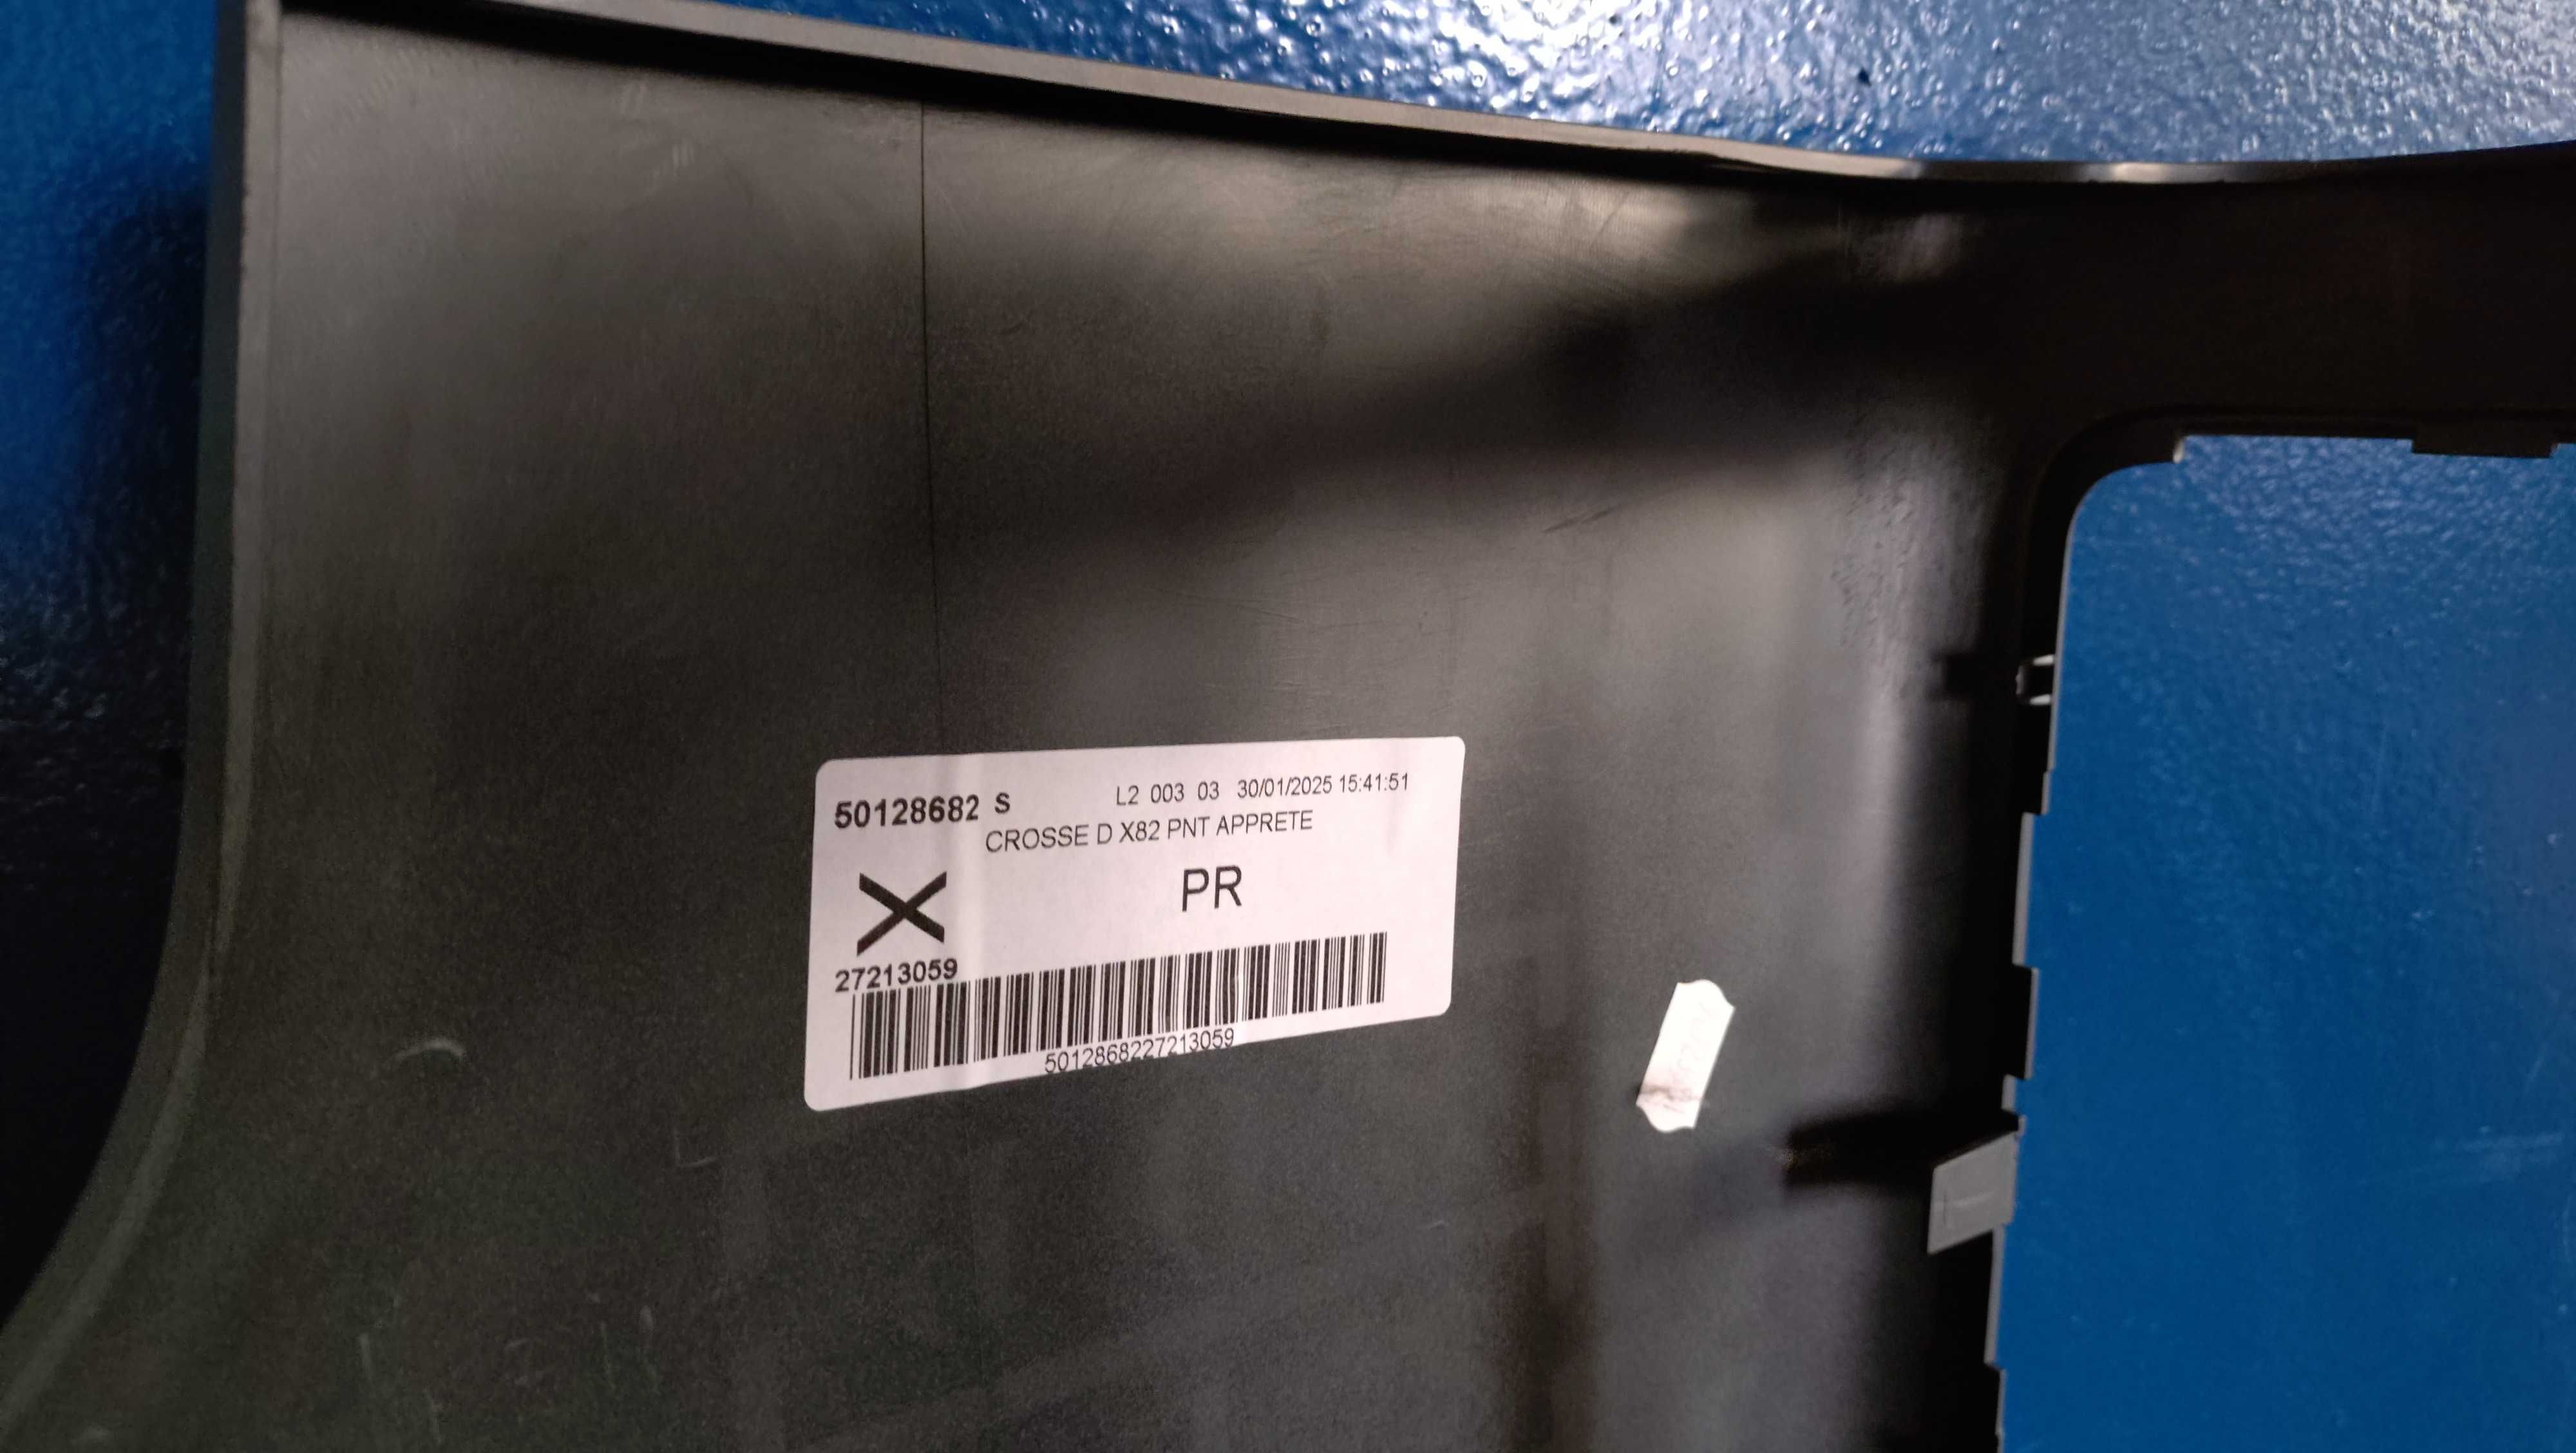 50128682 S L2 003 03 30/01/2025 15:41:51
CROSSE D X82 PNT APPRETE
X PR
27213059
5012868227213059